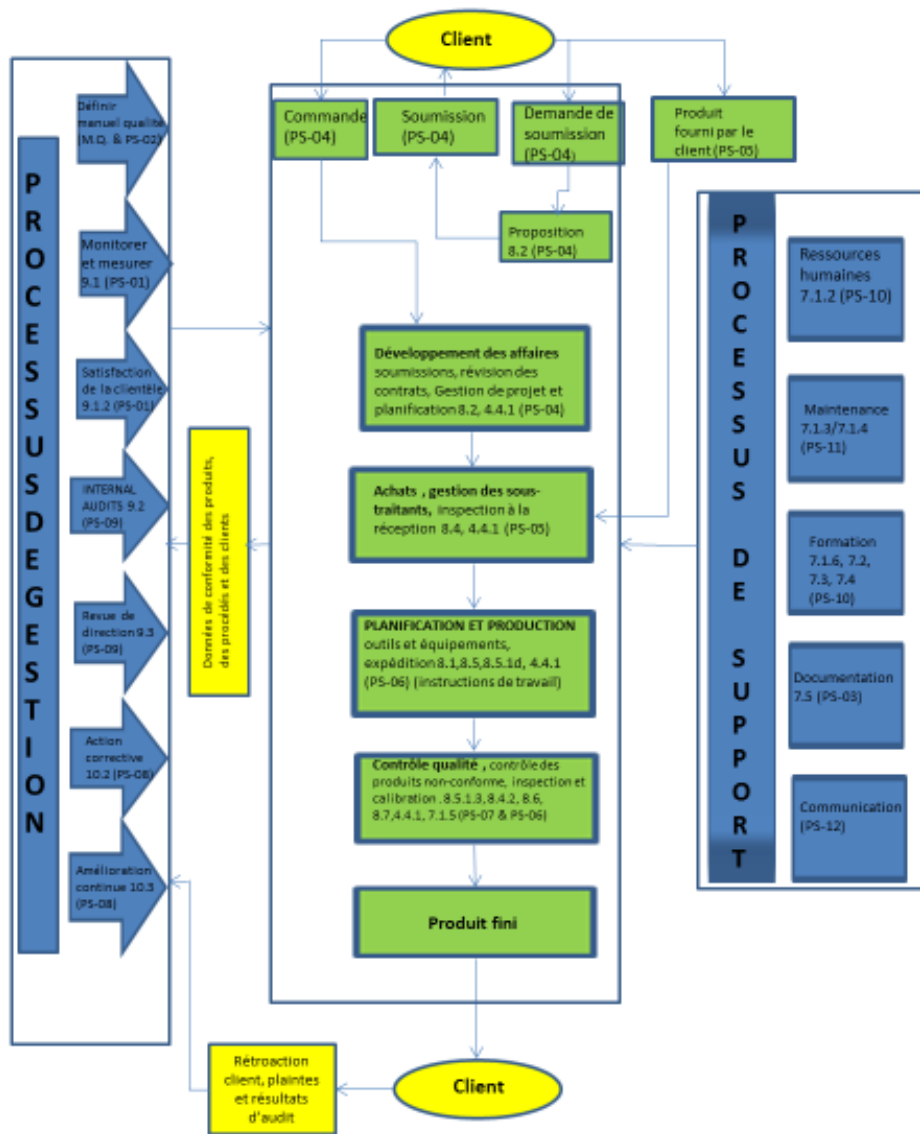 Client
Commande
(PS-04)
Soumission
(PS-04)
Demande de
soumission
(PS-04)
Produit
fourni par le
client (PS-05)
Proposition
8.2 (PS-04)
PROCESSUS DE GESTION
Définir
manuel qualité
(M.Q. & PS-02)
Monitorer
et mesurer
9.1 (PS-01)
Satisfaction
de la clientèle
9.1.2 (PS-01)
INTERNAL
AUDITS 9.2
(PS-09)
Revue de
direction 9.3
(PS-09)
Action
corrective
10.2 (PS-08)
Amélioration
continue 10.3
(PS-08)
Données de conformité des produits,
des procédés et des clients
Développement des affaires
soumissions, révision des
contrats, Gestion de projet et
planification 8.2, 4.4.1 (PS-04)
Achats , gestion des sous-
traitants, inspection à la
réception 8.4, 4.4.1 (PS-05)
PLANIFICATION ET PRODUCTION
outils et équipements,
expédition 8.1,8.5,8.5.1d, 4.4.1
(PS-06) (instructions de travail)
Contrôle qualité , contrôle des
produits non-conforme, inspection et
calibration .8.5.1.3,8.4.2, 8.6,
8.7,4.4.1, 7.1.5 (PS-07 & PS-06)
Produit fini
PROCESSUS DE SUPPORT
Ressources
humaines
7.1.2 (PS-10)
Maintenance
7.1.3/7.1.4
(PS-11)
Formation
7.1.6, 7.2,
7.3, 7.4
(PS-10)
Documentation
7.5 (PS-03)
Communication
(PS-12)
Rétroaction
client, plaintes
et résultats
d'audit
Client